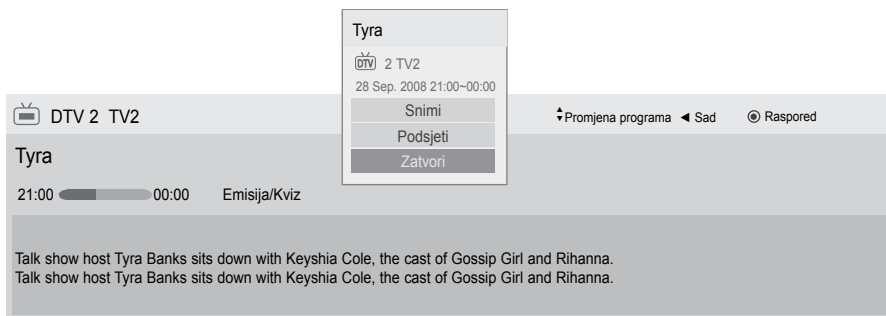 Tyra
DTV 2 TV2
28 Sep. 2008 21:00~00:00
Snimi
Podsjeti
Zatvori
DTV 2 TV2
Promjena programa ◄ Sad ◉ Raspored
Tyra
21:00 00:00 Emisija/Kviz
Talk show host Tyra Banks sits down with Keyshia Cole, the cast of Gossip Girl and Rihanna.
Talk show host Tyra Banks sits down with Keyshia Cole, the cast of Gossip Girl and Rihanna.